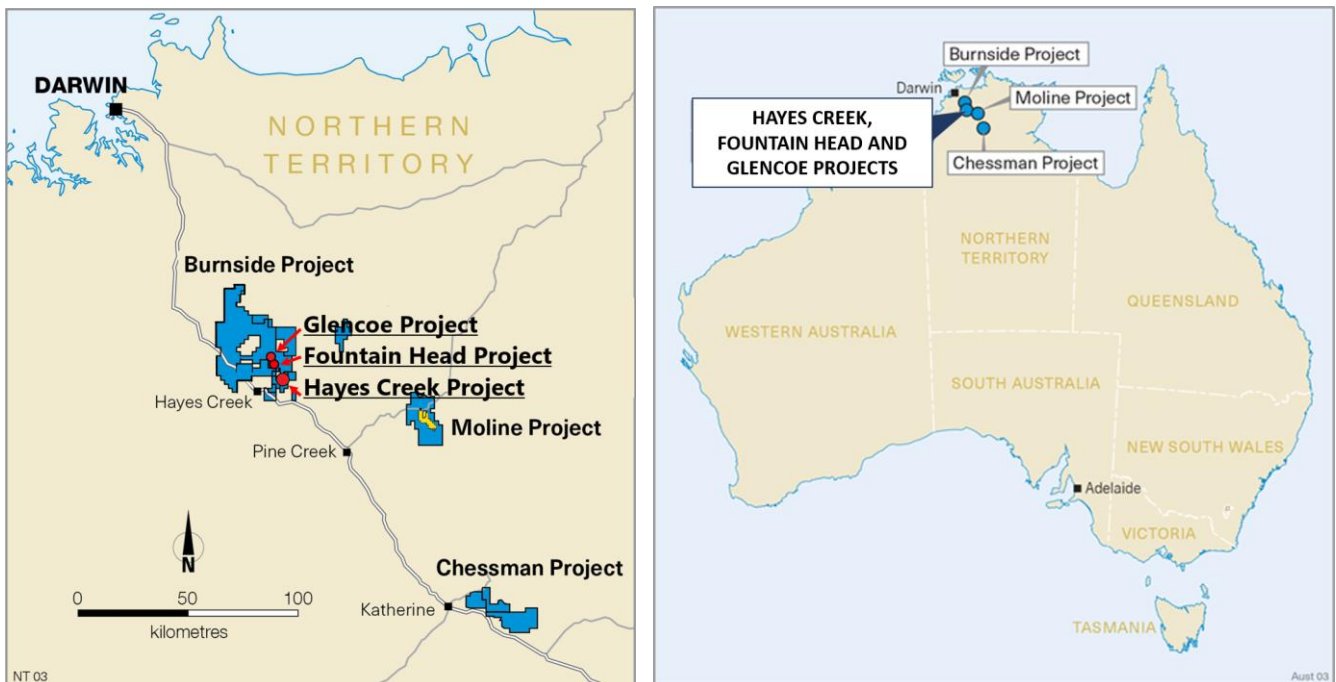 DARWIN
NORTHERN
TERRITORY
Burnside Project
Glencoe Project
Fountain Head Project
Hayes Creek Project
Hayes Creek
Moline Project
Pine Creek
N
Chessman Project
0 50 100
kilometres
Katherine
NT 03
Burnside Project
Darwin
Moline Project
HAYES CREEK,
FOUNTAIN HEAD AND
GLENCOE PROJECTS
Chessman Project
NORTHERN
TERRITORY
QUEENSLAND
WESTERN AUSTRALIA
SOUTH AUSTRALIA
NEW SOUTH WALES
Adelaide
VICTORIA
TASMANIA
Aust 03